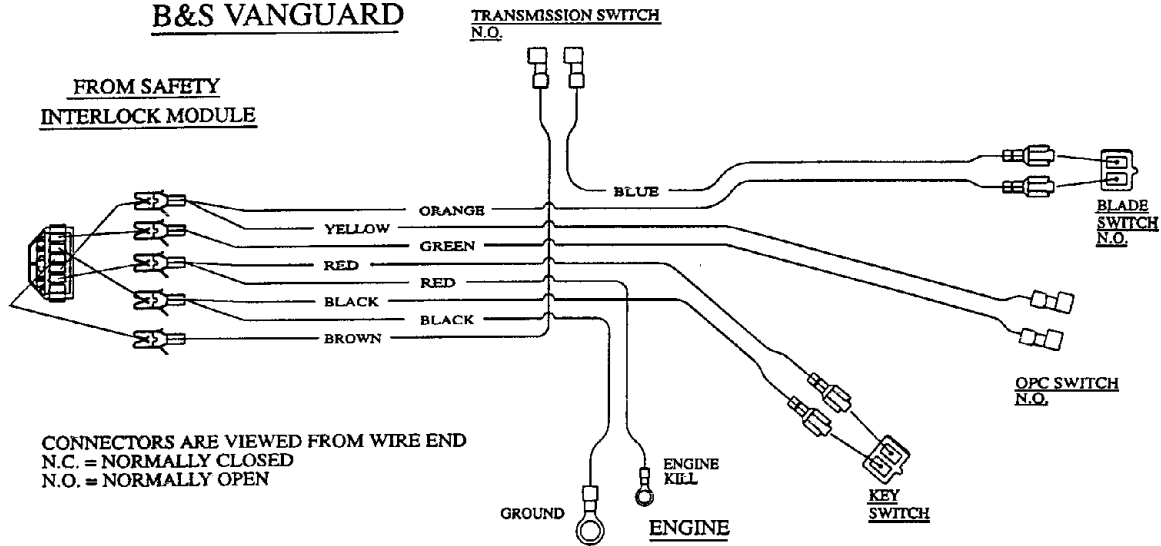 B&S VANGUARD
TRANSMISSION SWITCH
N.O.
FROM SAFETY
INTERLOCK MODULE
BLUE
ORANGE
YELLOW
GREEN
RED
RED
BLACK
BLACK
BROWN
BLADE
SWITCH
N.O.
OPC SWITCH
N.O.
CONNECTORS ARE VIEWED FROM WIRE END
N.C. = NORMALLY CLOSED
N.O. = NORMALLY OPEN
ENGINE
KILL
GROUND
ENGINE
KEY
SWITCH